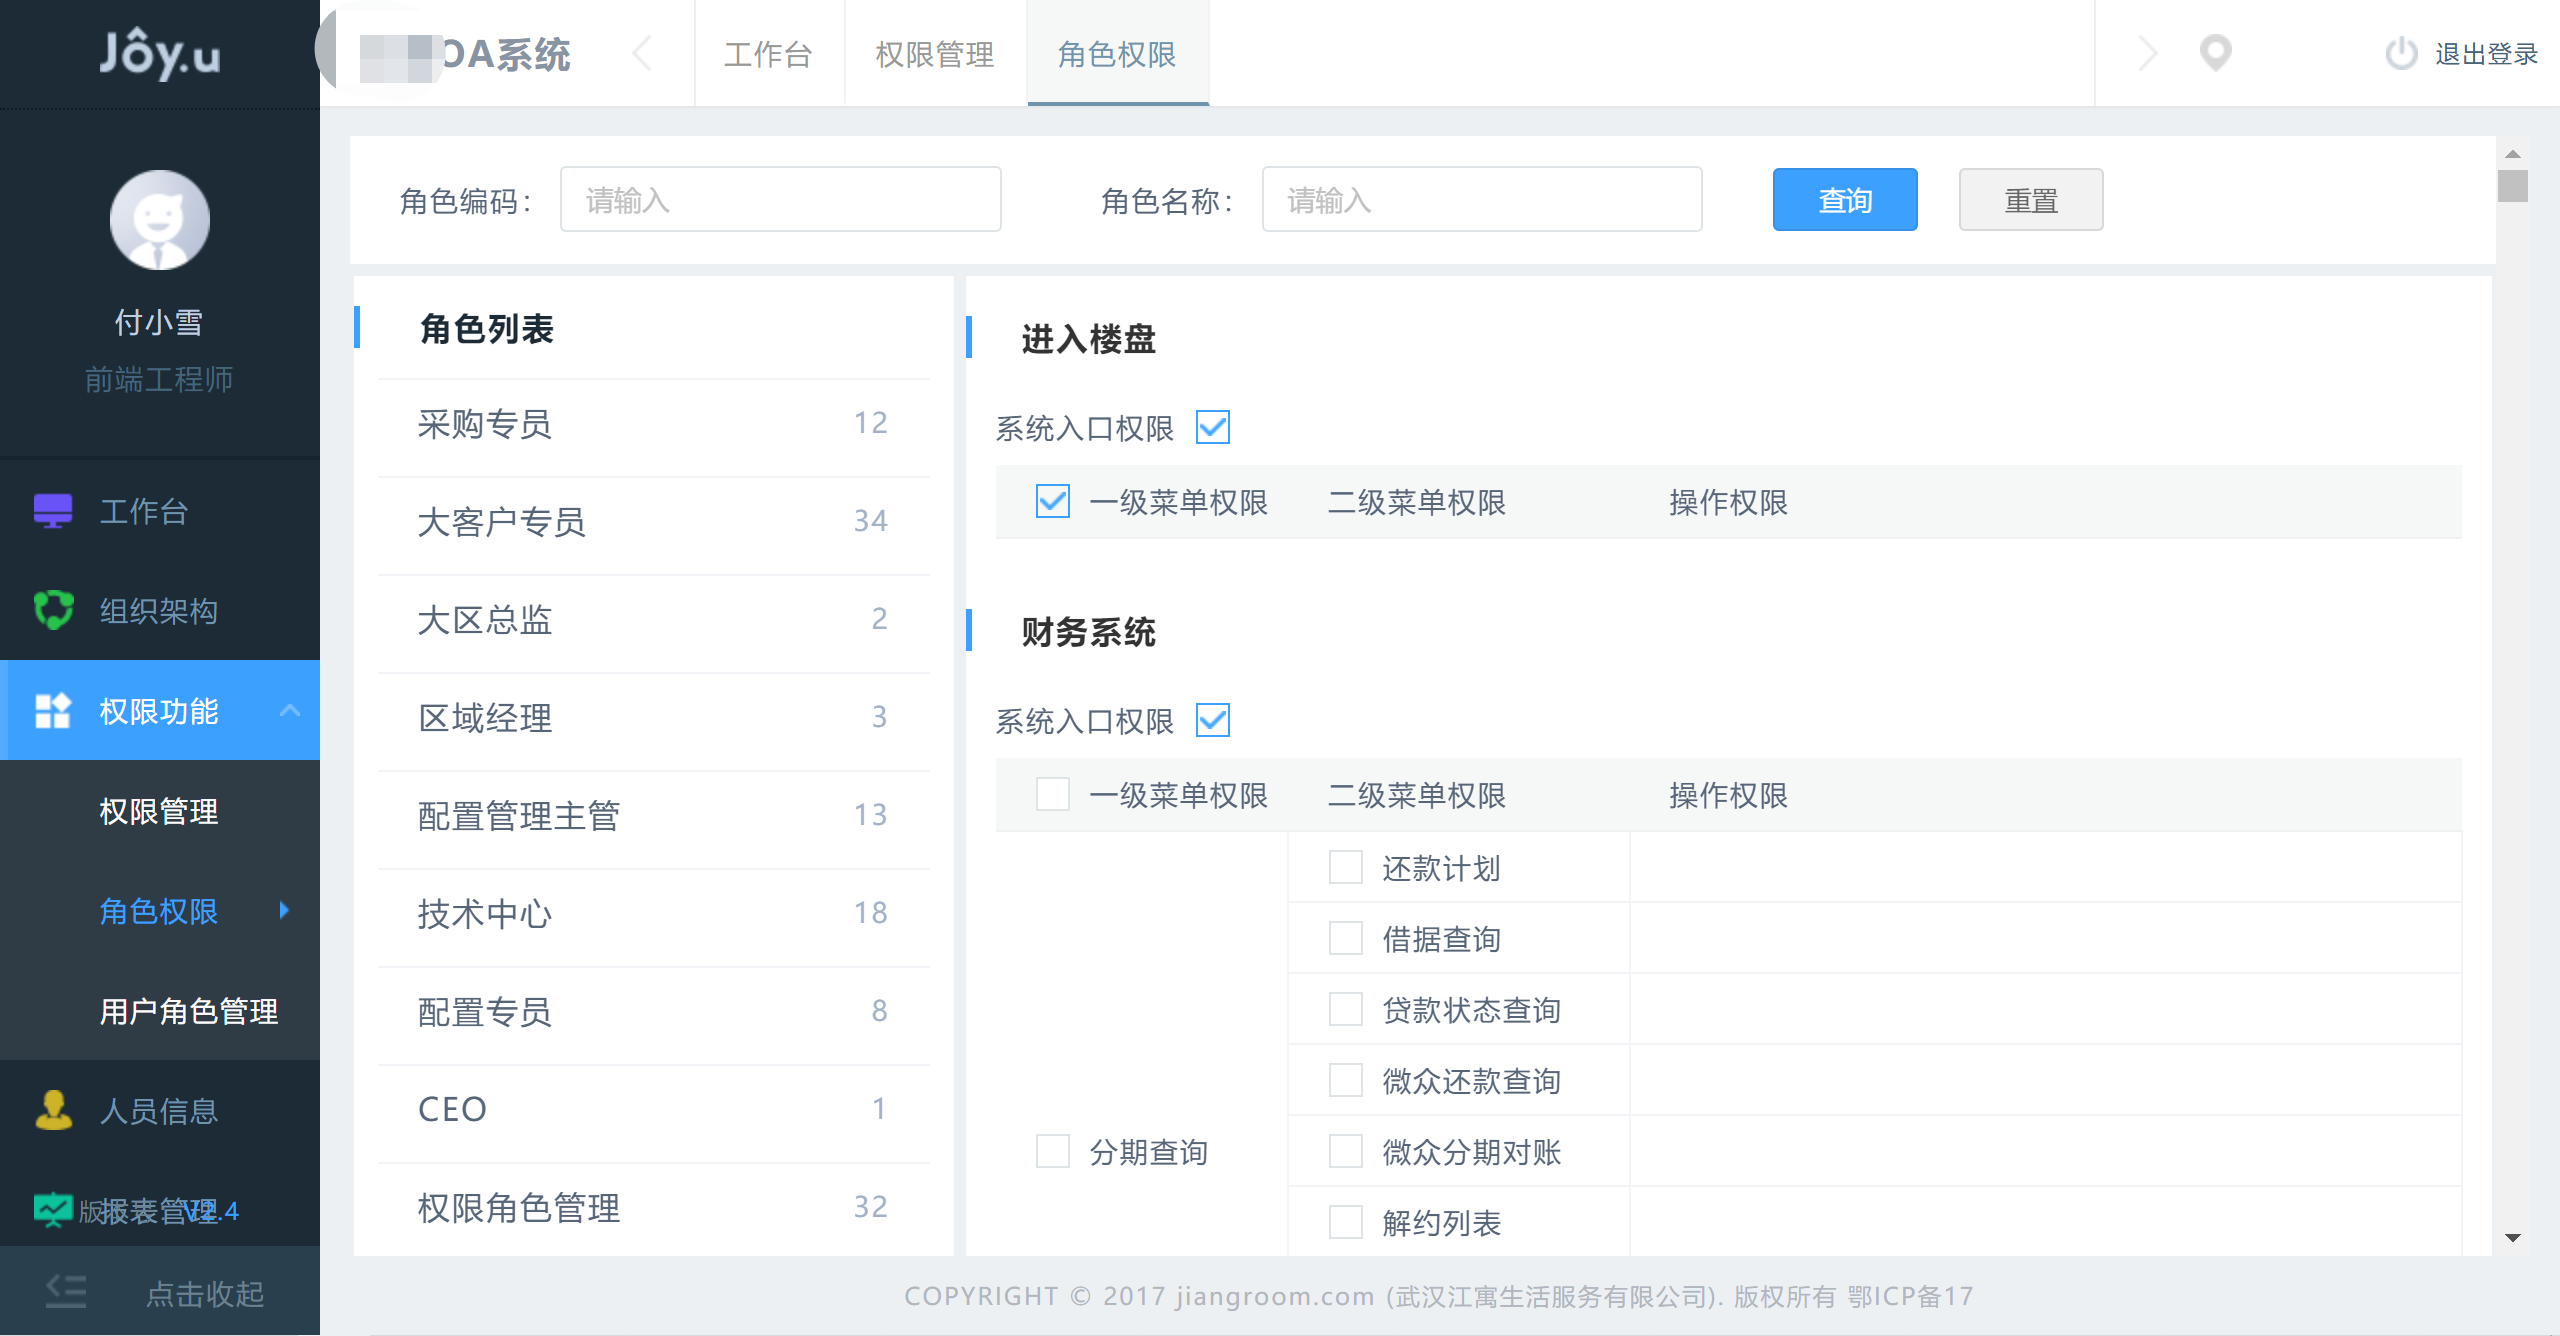 Jôy.u
OA系统
工作台
权限管理
角色权限
退出登录
付小雪
前端工程师
工作台
组织架构
权限功能
权限管理
角色权限
用户角色管理
人员信息
报表管理
V2.4
点击收起
角色编码：
请输入
角色名称：
请输入
查询
重置
角色列表
采购专员 12
大客户专员 34
大区总监 2
区域经理 3
配置管理主管 13
技术中心 18
配置专员 8
CEO 1
权限角色管理 32
进入楼盘
系统入口权限
一级菜单权限 二级菜单权限 操作权限
财务系统
系统入口权限
一级菜单权限 二级菜单权限 操作权限
还款计划
借据查询
贷款状态查询
微众还款查询
分期查询
微众分期对账
解约列表
COPYRIGHT © 2017 jiangroom.com (武汉江寓生活服务有限公司). 版权所有 鄂ICP备17